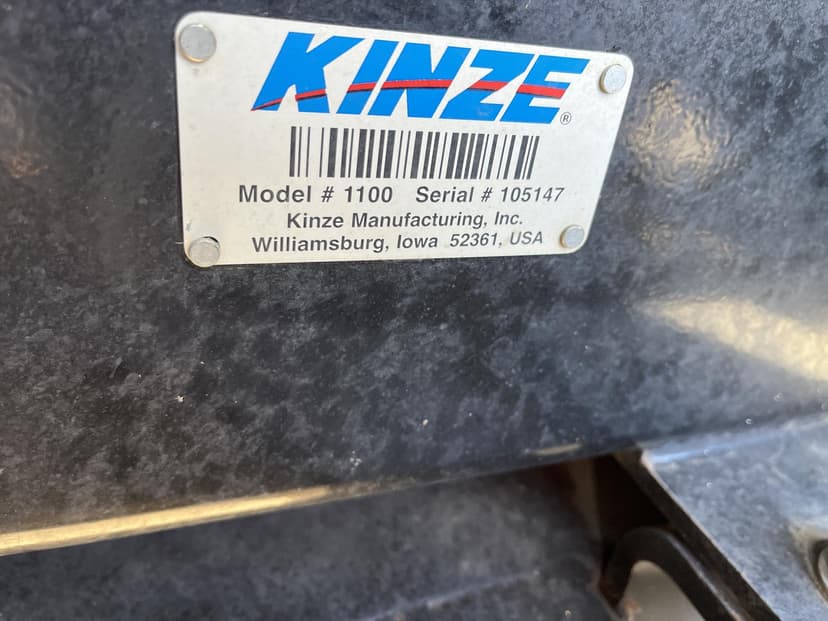 KINZE®
Model # 1100 Serial # 105147
Kinze Manufacturing, Inc.
Williamsburg, Iowa 52361, USA